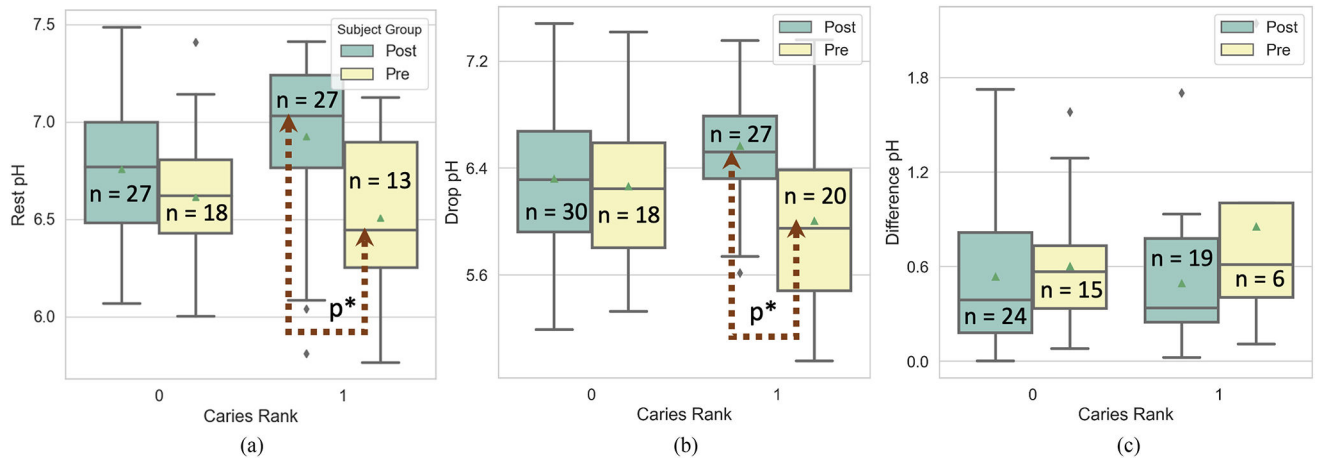 7.5
7.0
6.5
6.0
Rest pH
Subject Group
Post
Pre
n = 27
n = 18
n = 27
n = 13
p*
0
1
Caries Rank
(a)
7.2
6.4
5.6
Drop pH
Post
Pre
n = 30
n = 18
n = 27
n = 20
p*
0
1
Caries Rank
(b)
1.8
1.2
0.6
0.0
Difference pH
Post
Pre
n = 24
n = 15
n = 19
n = 6
0
1
Caries Rank
(c)